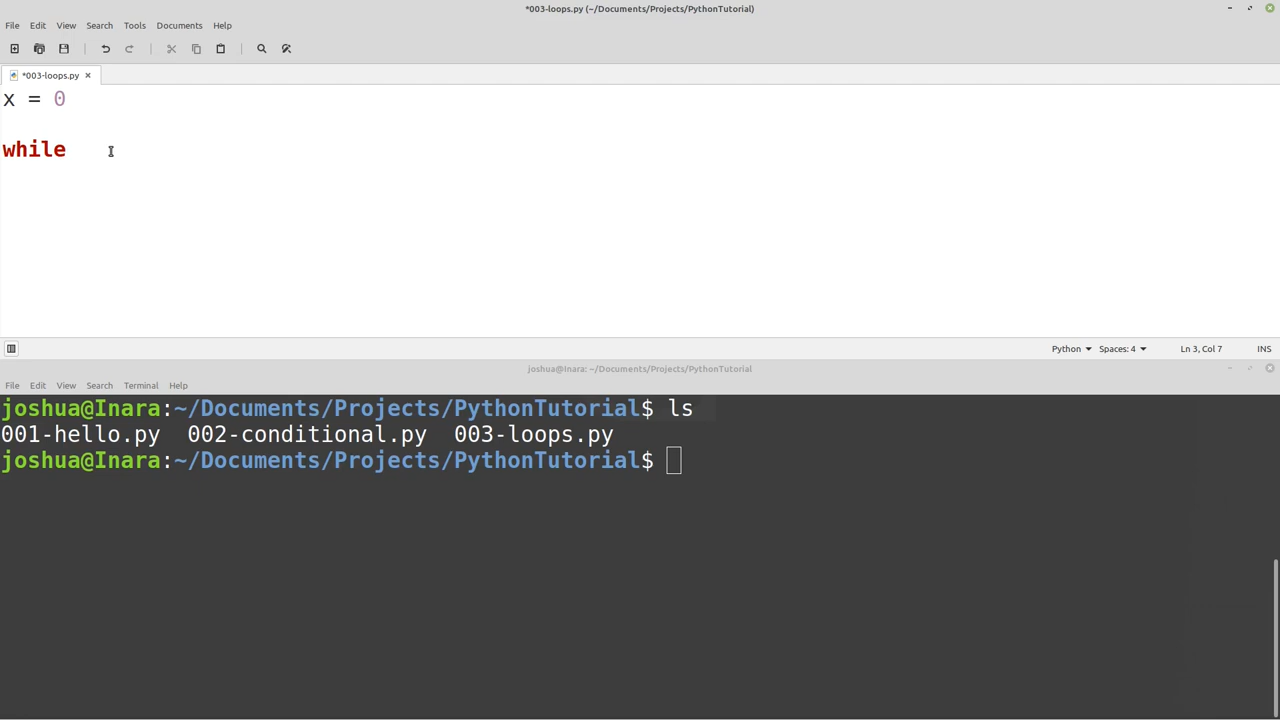 *003-loops.py (~/Documents/Projects/PythonTutorial)
File Edit View Search Tools Documents Help
*003-loops.py ×
x = 0
while
Python Spaces: 4 Ln 3, Col 7 INS
joshua@Inara: ~/Documents/Projects/PythonTutorial
File Edit View Search Terminal Help
joshua@Inara:~/Documents/Projects/PythonTutorial$ ls
001-hello.py 002-conditional.py 003-loops.py
joshua@Inara:~/Documents/Projects/PythonTutorial$